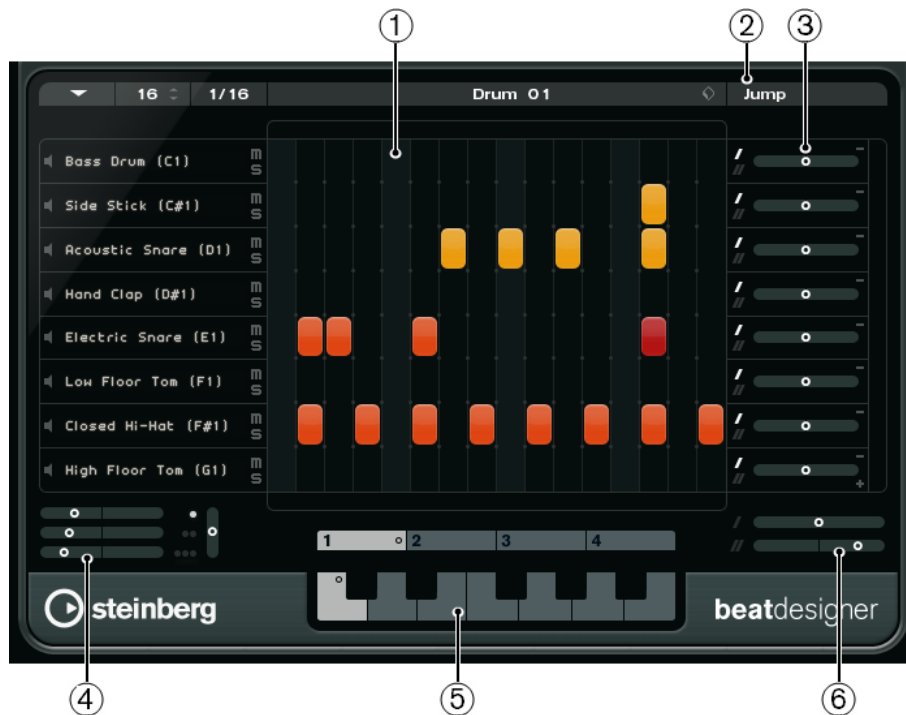 1 2 3
16 1/16 Drum 01 Jump
Bass Drum (C1) m s
Side Stick (C#1) m s
Acoustic Snare (D1) m s
Hand Clap (D#1) m s
Electric Snare (E1) m s
Low Floor Tom (F1) m s
Closed Hi-Hat (F#1) m s
High Floor Tom (G1) m s
1 2 3 4
steinberg beatdesigner
4 5 6